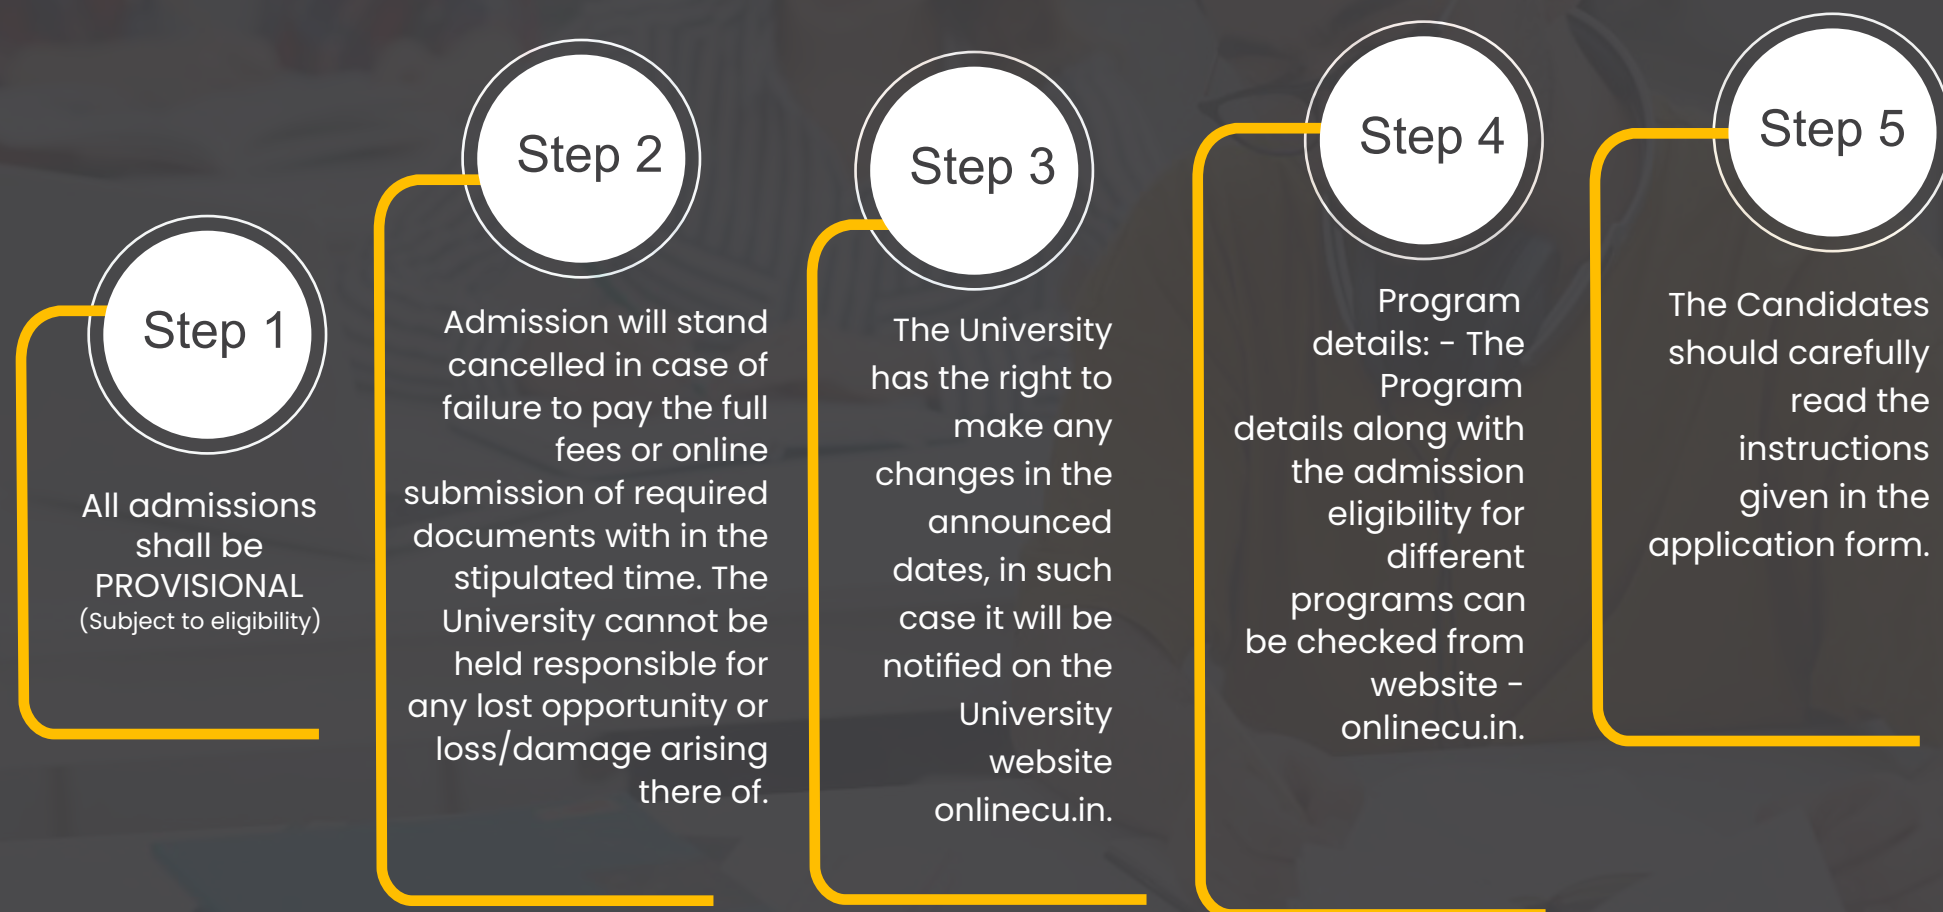 Step 1
All admissions
shall be
PROVISIONAL
(Subject to eligibility)
Step 2
Admission will stand
cancelled in case of
failure to pay the full
fees or online
submission of required
documents with in the
stipulated time. The
University cannot be
held responsible for
any lost opportunity or
loss/damage arising
there of.
Step 3
The University
has the right to
make any
changes in the
announced
dates, in such
case it will be
notified on the
University
website
onlinecu.in.
Step 4
Program
details: - The
Program
details along with
the admission
eligibility for
different
programs can
be checked from
website -
onlinecu.in.
Step 5
The Candidates
should carefully
read the
instructions
given in the
application form.